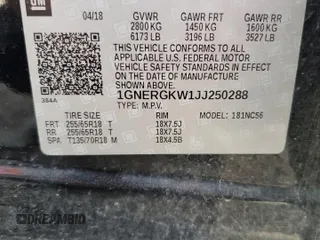 GM
04/18 GVWR GAWR FRT GAWR RR
2800 KG 1450 KG 1600 KG
6173 LB 3196 LB 3527 LB
THIS VEHICLE CONFORMS TO ALL APPLICABLE
U.S. FEDERAL MOTOR
VEHICLE SAFETY STANDARDS IN EFFECT ON
THE DATE OF MANUFACTURE SHOWN ABOVE.
1GNERGKW1JJ250288
TYPE: M.P.V.
TIRE SIZE RIM MODEL: 181NC56
FRT 255/65R18 T 18X7.5J
RR 255/65R18 T 18X7.5J
SPA T135/70R18 M 18X4.5B
DREAMBID